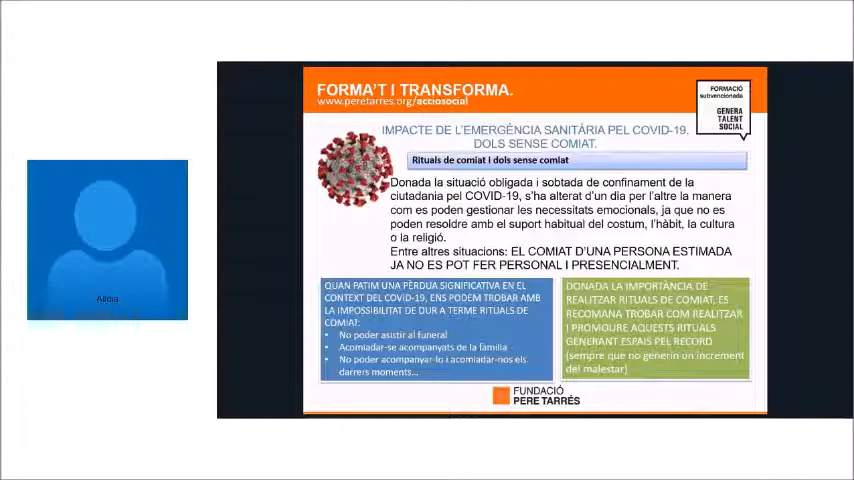 FORMA'T I TRANSFORMA.
www.peretarres.org/acciosocial
FORMACIÓ
subvencionada
GENERA
TALENT
SOCIAL
IMPACTE DE L'EMERGÈNCIA SANITÀRIA PEL COVID-19.
DOLS SENSE COMIAT.
Rituals de comiat i dols sense comiat
Donada la situació obligada i sobtada de confinament de la
ciutadania pel COVID-19, s'ha alterat d'un dia per l'altre la manera
com es poden gestionar les necessitats emocionals, ja que no es
poden resoldre amb el suport habitual del costum, l'hàbit, la cultura
o la religió.
Entre altres situacions: EL COMIAT D'UNA PERSONA ESTIMADA
JA NO ES POT FER PERSONAL I PRESENCIALMENT.
QUAN PATIM UNA PÈRDUA SIGNIFICATIVA EN EL
CONTEXT DEL COVID-19, ENS PODEM TROBAR AMB
LA IMPOSSIBILITAT DE DUR A TERME RITUALS DE
COMIAT:
• No poder asistir al funeral
• Acomiadar-se acompanyats de la família
• No poder acompanyar-lo i acomiadar-nos els
darrers moments...
DONADA LA IMPORTÀNCIA DE
REALITZAR RITUALS DE COMIAT, ES
RECOMANA TROBAR COM REALITZAR
I PROMOURE AQUESTS RITUALS
GENERANT ESPAIS PEL RECORD
(sempre que no generin un increment
del malestar)
Alicia
FUNDACIÓ
PERE TARRÉS